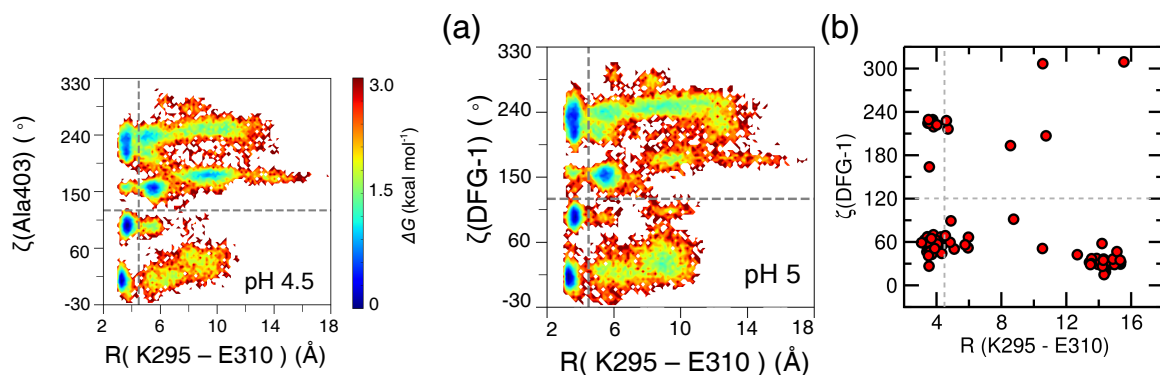 (a)
(b)
330
240
150
60
-30
ζ(Ala403) (°)
pH 4.5
2 6 10 14 18
R( K295 – E310 ) (Å)
3.0
1.5
0
ΔG (kcal mol⁻¹)
330
240
150
60
-30
ζ(DFG-1) (°)
pH 5
2 6 10 14 18
R( K295 – E310 ) (Å)
300
240
180
120
60
0
ζ(DFG-1)
4 8 12 16
R (K295 - E310)